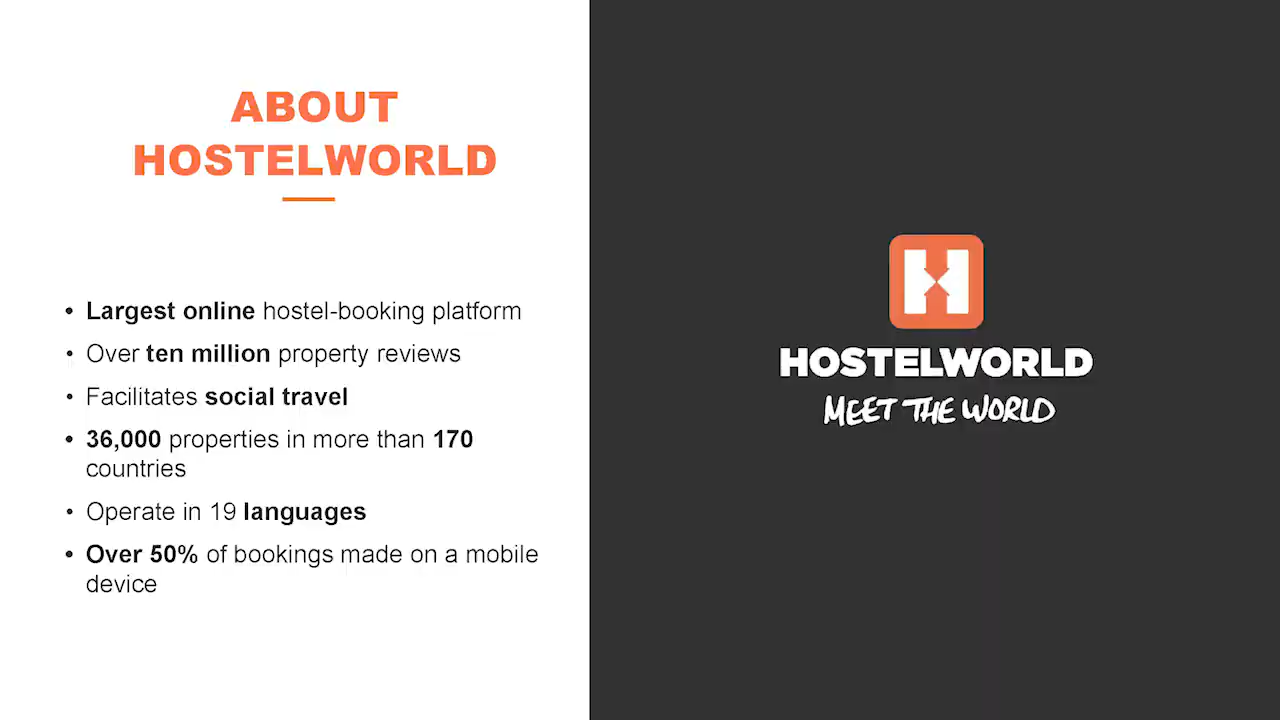 ABOUT
HOSTELWORLD
• Largest online hostel-booking platform
• Over ten million property reviews
• Facilitates social travel
• 36,000 properties in more than 170
countries
• Operate in 19 languages
• Over 50% of bookings made on a mobile
device
H
HOSTELWORLD
MEET THE WORLD